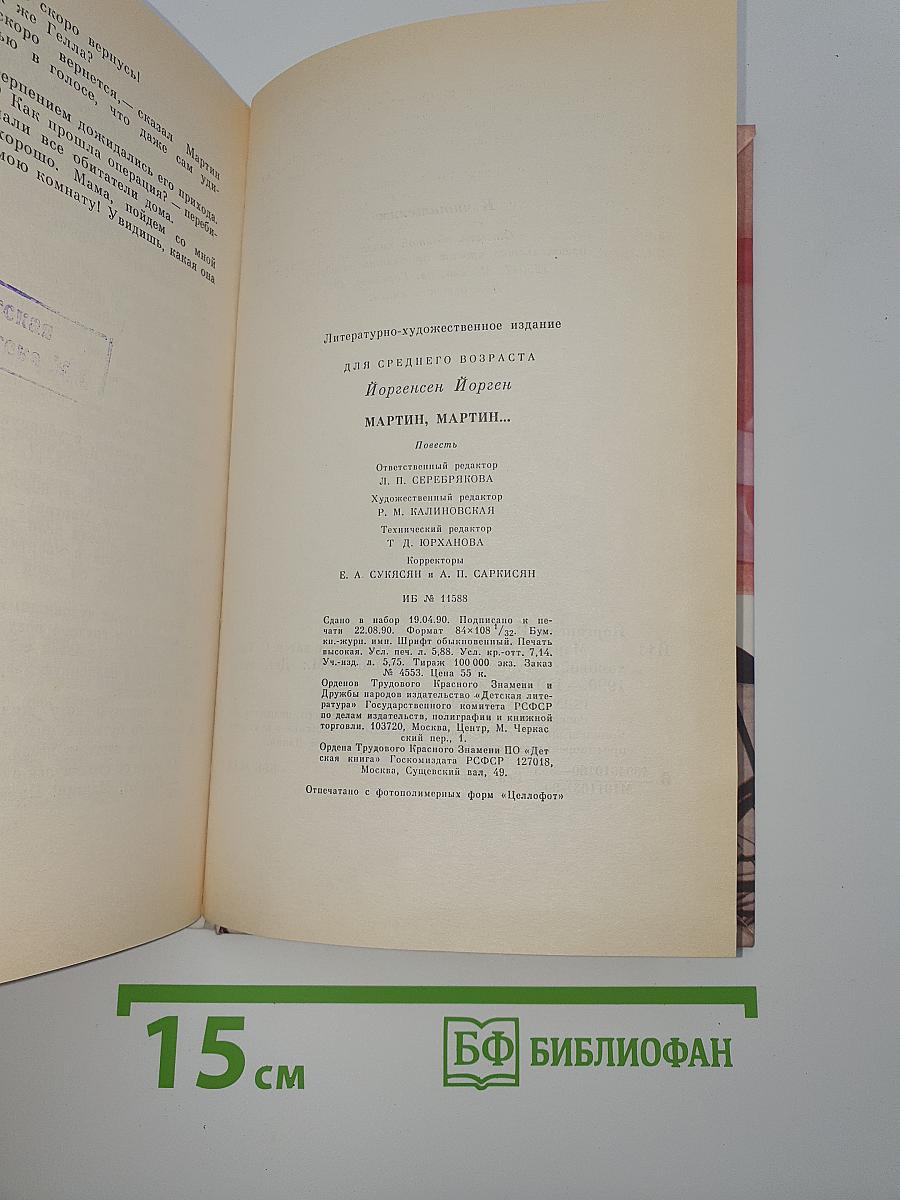 скоро вернусь!
же Гелла?
скоро вернется,— сказал Мартин
в голосе, что даже сам уди-
дожидались его прихода.
Как прошла операция? — переби-
все обитатели дома.
хорошо. Мама, пойдем со мной
мою комнату! Увидишь, какая она
Литературно-художественное издание
ДЛЯ СРЕДНЕГО ВОЗРАСТА
Йоргенсен Йорген
МАРТИН, МАРТИН...
Повесть
Ответственный редактор
Л. П. СЕРЕБРЯКОВА
Художественный редактор
Р. М. КАЛИНОВСКАЯ
Технический редактор
Т Д. ЮРХАНОВА
Корректоры
Е. А. СУКЯСЯН и А. П. САРКИСЯН
ИБ № 11588
Сдано в набор 19.04.90. Подписано к пе-
чати 22.08.90. Формат 84×108 1/32. Бум.
кн.-журн. имп. Шрифт обыкновенный. Печать
высокая. Усл. печ. л. 5,88. Усл. кр.-отт. 7,14.
Уч.-изд. л. 5,75. Тираж 100 000 экз. Заказ
№ 4553. Цена 55 к.
Орденов Трудового Красного Знамени и
Дружбы народов издательство «Детская лите-
ратура» Государственного комитета РСФСР
по делам издательств, полиграфии и книжной
торговли. 103720, Москва, Центр, М. Черкас
ский пер., 1.
Ордена Трудового Красного Знамени ПО «Дет
ская книга» Госкомиздата РСФСР 127018,
Москва, Сущевский вал, 49.
Отпечатано с фотополимерных форм «Целлофот»
15 см
БФ БИБЛИОФАН